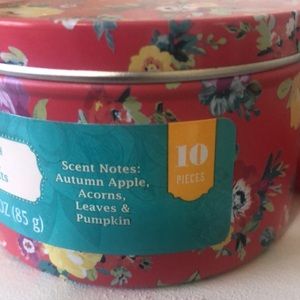 Scent Notes:
Autumn Apple,
Acorns,
Leaves &
Pumpkin
10
PIECES
OZ (85 g)